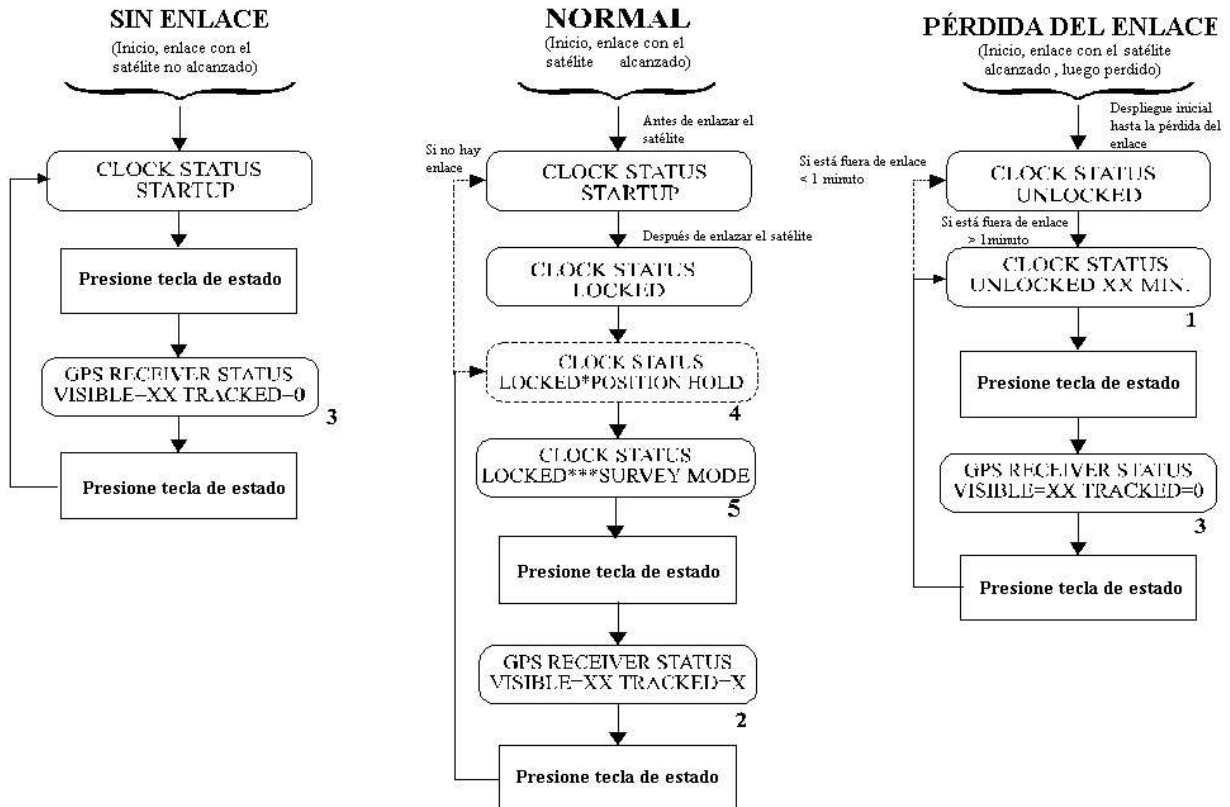 SIN ENLACE
(Inicio, enlace con el
satélite no alcanzado)
CLOCK STATUS
STARTUP
Presione tecla de estado
GPS RECEIVER STATUS
VISIBLE=XX TRACKED=0
3
Presione tecla de estado
NORMAL
(Inicio, enlace con el
satélite alcanzado)
Antes de enlazar el
satélite
Si no hay
enlace
CLOCK STATUS
STARTUP
Después de enlazar el satélite
CLOCK STATUS
LOCKED
CLOCK STATUS
LOCKED*POSITION HOLD
4
CLOCK STATUS
LOCKED***SURVEY MODE
5
Presione tecla de estado
GPS RECEIVER STATUS
VISIBLE=XX TRACKED=X
2
Presione tecla de estado
PÉRDIDA DEL ENLACE
(Inicio, enlace con el satélite
alcanzado , luego perdido)
Despliegue inicial
hasta la pérdida del
enlace
Si está fuera de enlace
< 1 minuto
CLOCK STATUS
UNLOCKED
Si está fuera de enlace
> 1minuto
CLOCK STATUS
UNLOCKED XX MIN.
1
Presione tecla de estado
GPS RECEIVER STATUS
VISIBLE=XX TRACKED=0
3
Presione tecla de estado